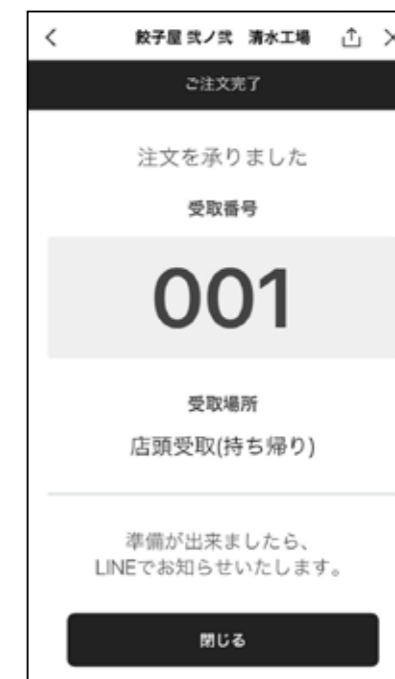 餃子屋 弐ノ弐 清水工場
ご注文完了
注文を承りました
受取番号
001
受取場所
店頭受取(持ち帰り)
準備が出来ましたら、
LINEでお知らせいたします。
閉じる